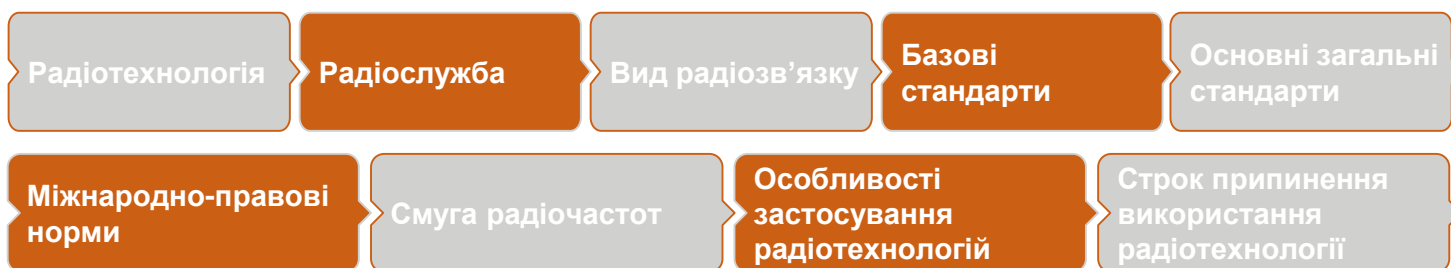 Радіотехнологія
Радіослужба
Вид радіозв’язку
Базові
стандарти
Основні загальні
стандарти
Міжнародно-правові
норми
Смуга радіочастот
Особливості
застосування
радіотехнологій
Строк припинення
використання
радіотехнології